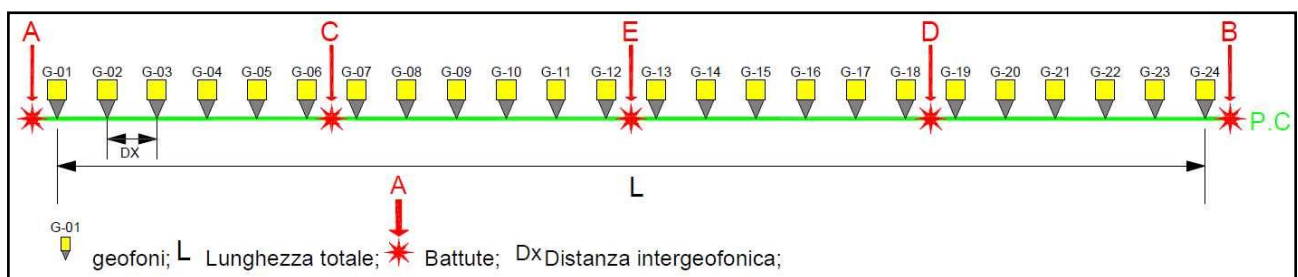 A C E D B
G-01 G-02 G-03 G-04 G-05 G-06 G-07 G-08 G-09 G-10 G-11 G-12 G-13 G-14 G-15 G-16 G-17 G-18 G-19 G-20 G-21 G-22 G-23 G-24
P.C
DX
L
A
G-01
geofoni; L Lunghezza totale; Battute; Dx Distanza intergeofonica;